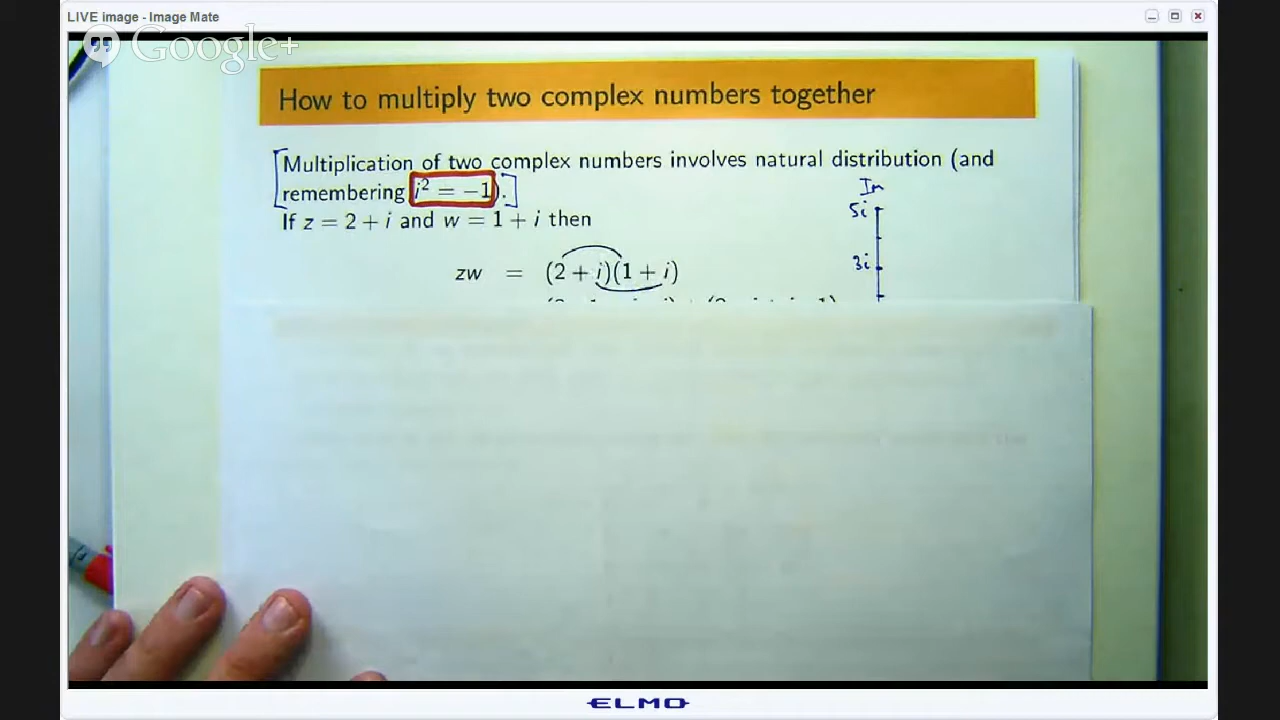 LIVE image - Image Mate
Google+
How to multiply two complex numbers together
Multiplication of two complex numbers involves natural distribution (and
remembering i² = −1).
If z = 2 + i and w = 1 + i then
zw = (2 + i)(1 + i)
Im
5i
3i
ELMO